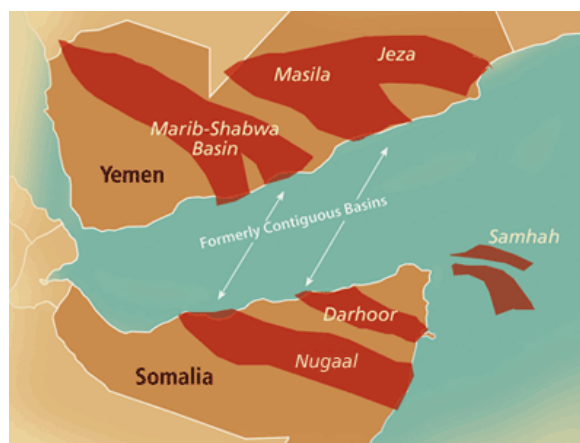 Jeza
Masila
Marib-Shabwa
Basin
Yemen
Formerly Contiguous Basins
Samhah
Darhoor
Nugaal
Somalia